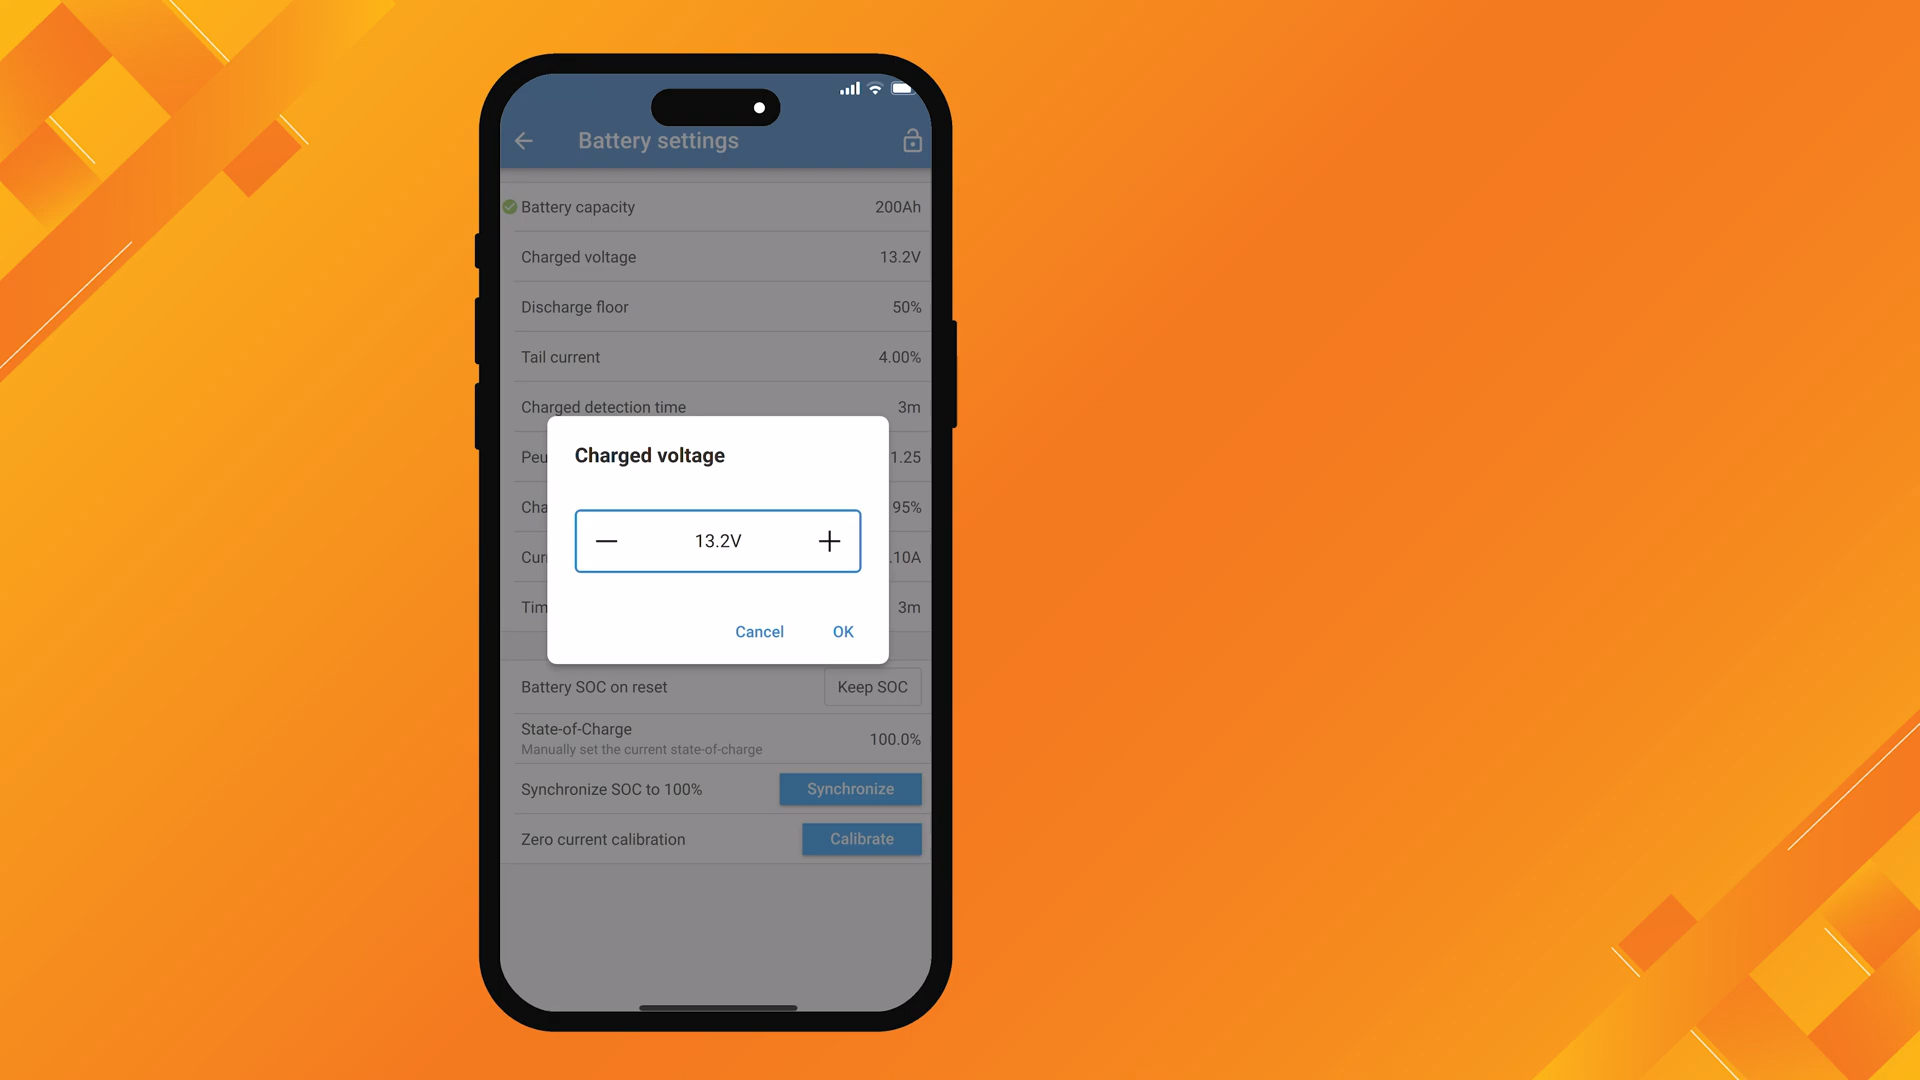 Battery settings
Battery capacity 200Ah
Charged voltage 13.2V
Discharge floor 50%
Tail current 4.00%
Charged detection time 3m
Peu 1.25
Charged voltage
Cha 95%
13.2V
Cur .10A
Tim 3m
Cancel OK
Battery SOC on reset Keep SOC
State-of-Charge
Manually set the current state-of-charge
100.0%
Synchronize SOC to 100% Synchronize
Zero current calibration Calibrate